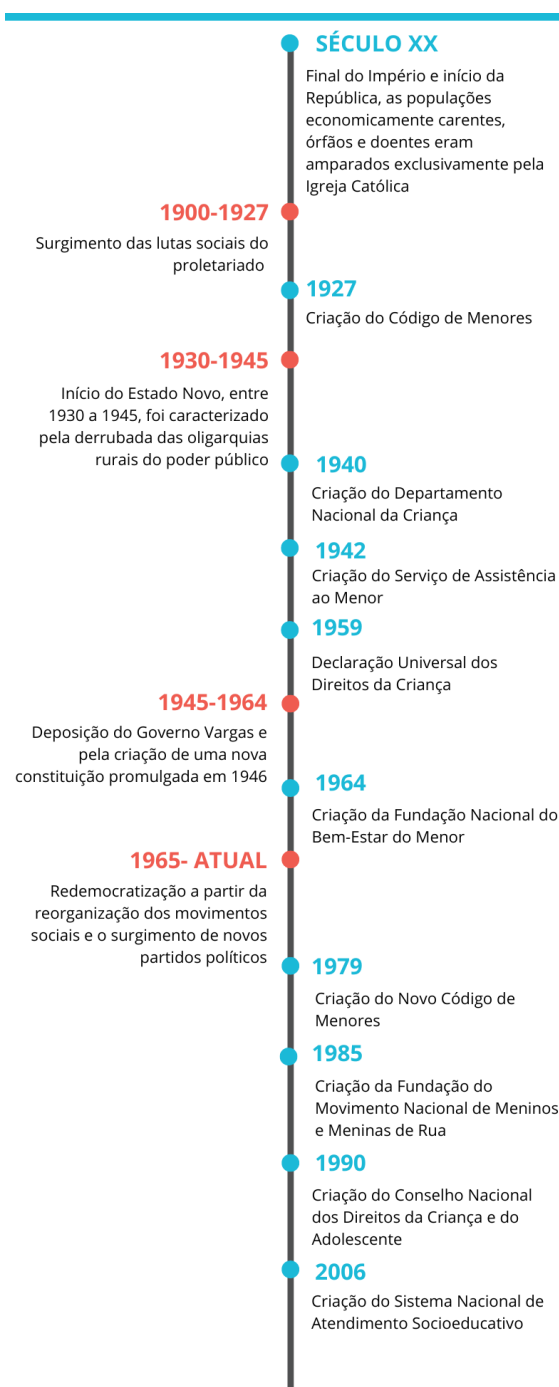 SÉCULO XX
Final do Império e início da
República, as populações
economicamente carentes,
órfãos e doentes eram
amparados exclusivamente pela
Igreja Católica
1900-1927
Surgimento das lutas sociais do
proletariado
1927
Criação do Código de Menores
1930-1945
Início do Estado Novo, entre
1930 a 1945, foi caracterizado
pela derrubada das oligarquias
rurais do poder público
1940
Criação do Departamento
Nacional da Criança
1942
Criação do Serviço de Assistência
ao Menor
1959
Declaração Universal dos
Direitos da Criança
1945-1964
Deposição do Governo Vargas e
pela criação de uma nova
constituição promulgada em 1946
1964
Criação da Fundação Nacional do
Bem-Estar do Menor
1965- ATUAL
Redemocratização a partir da
reorganização dos movimentos
sociais e o surgimento de novos
partidos políticos
1979
Criação do Novo Código de
Menores
1985
Criação da Fundação do
Movimento Nacional de Meninos
e Meninas de Rua
1990
Criação do Conselho Nacional
dos Direitos da Criança e do
Adolescente
2006
Criação do Sistema Nacional de
Atendimento Socioeducativo